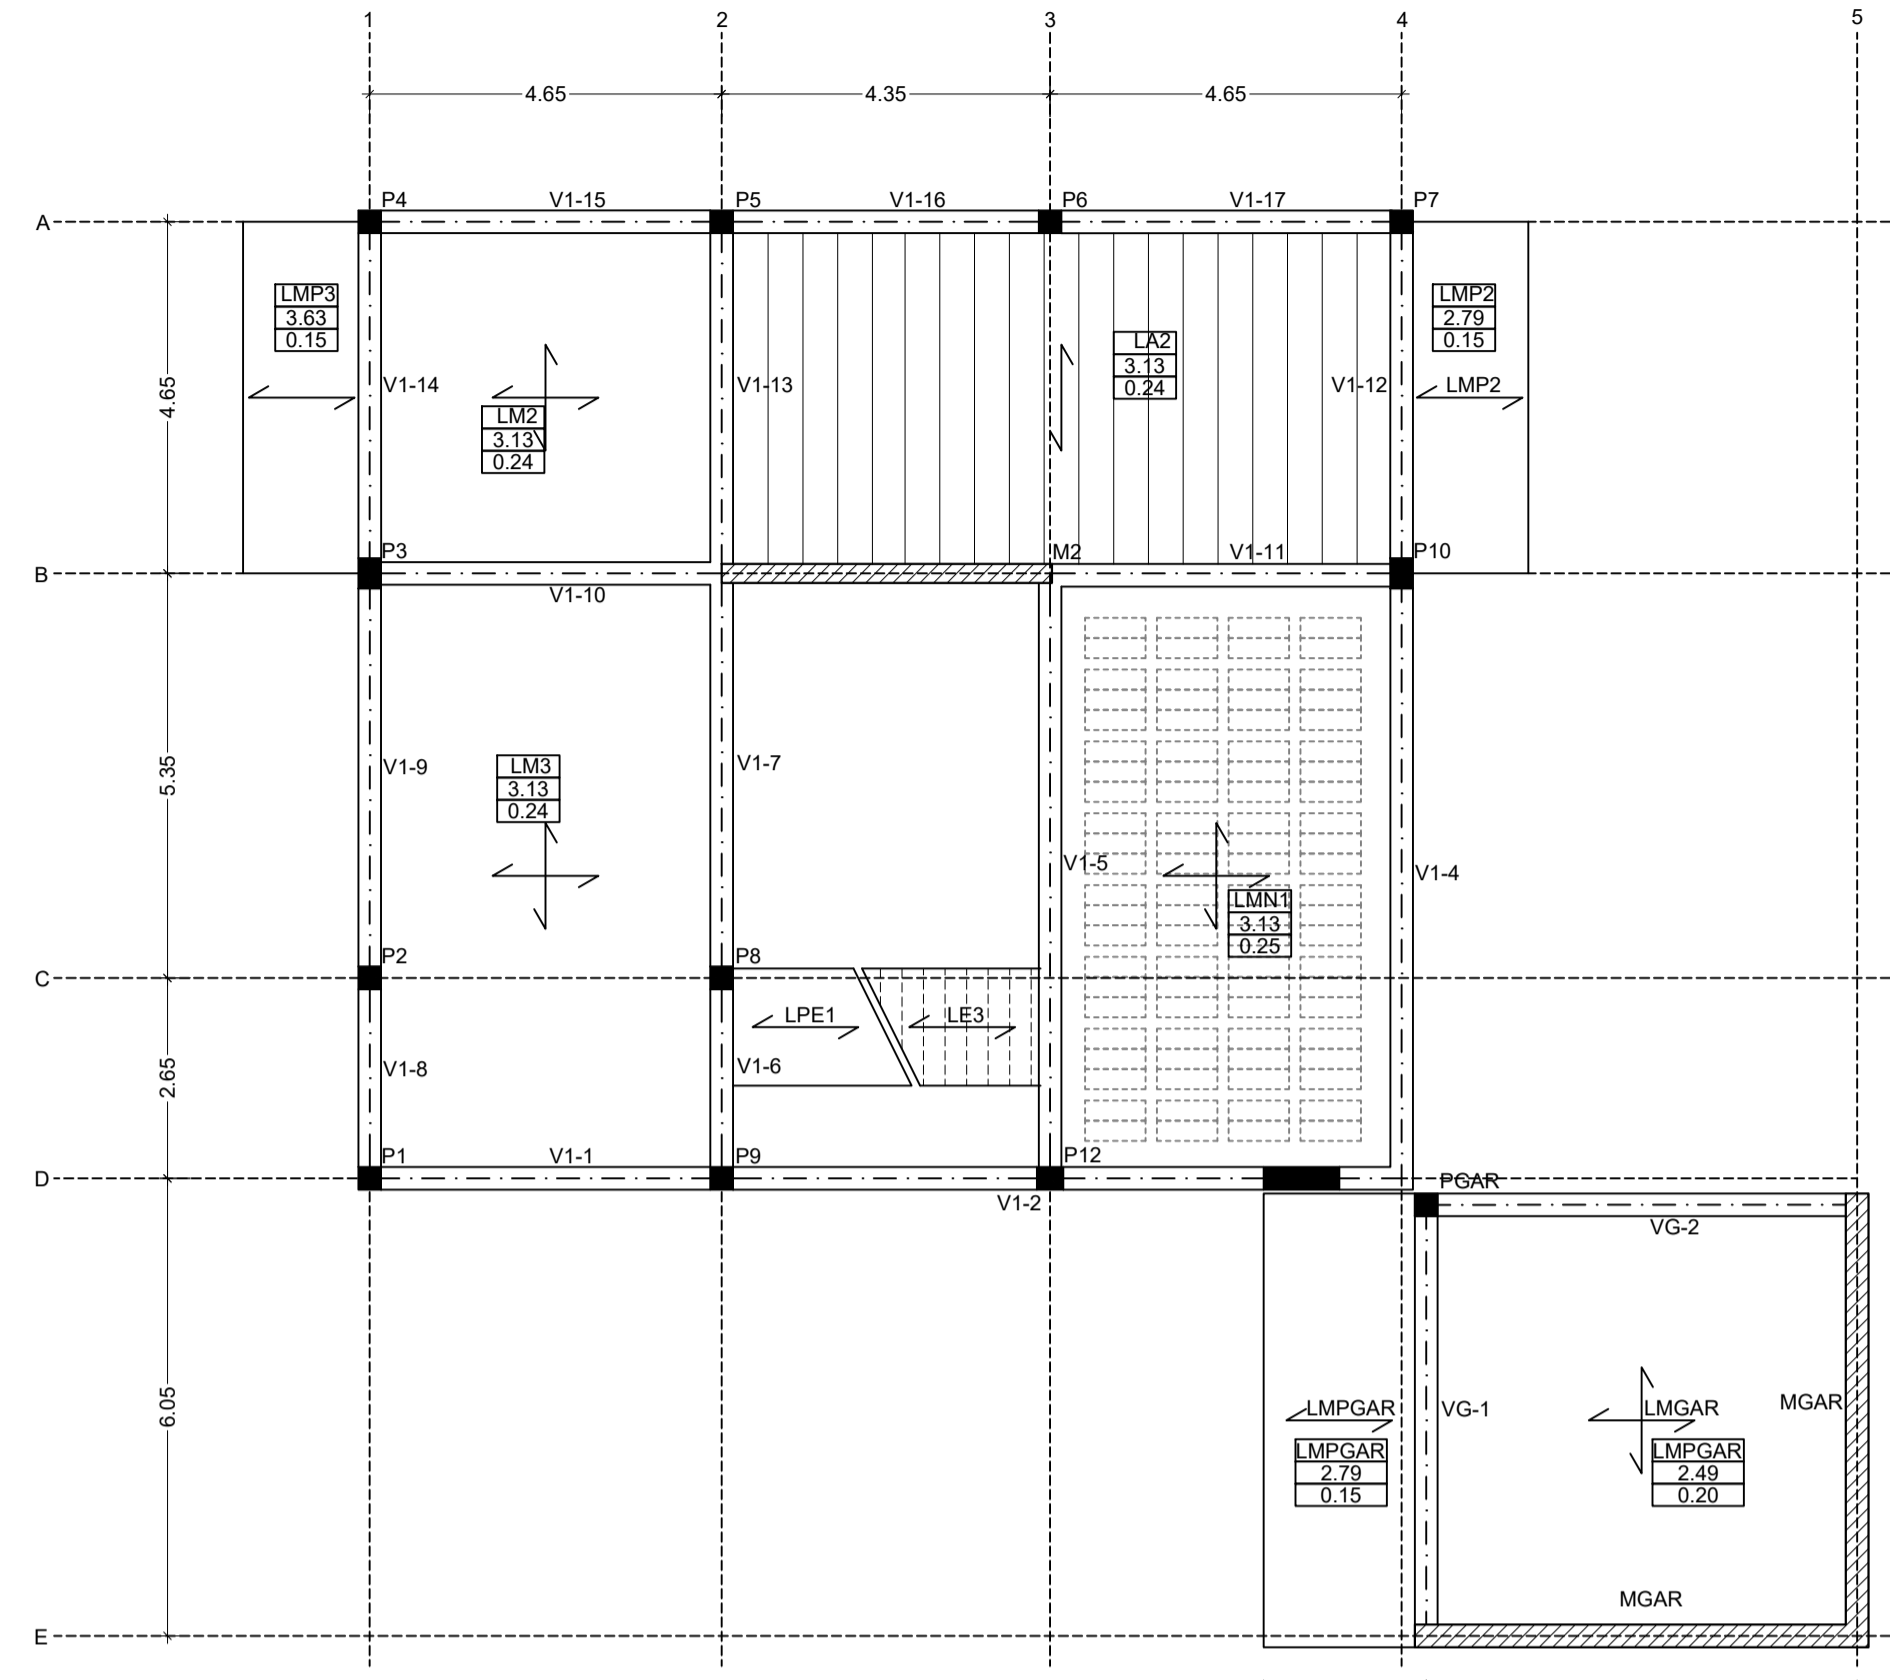 1 2 3 4 5
4.65 4.35 4.65
P4 V1-15 P5 V1-16 P6 V1-17 P7
A
LMP3
3.63
0.15
LMP2
2.79
0.15
LA2
3.13
0.24
4.65
V1-14
V1-13
V1-12
LMP2
LM2
3.13
0.24
P3
M2
V1-11
P10
B
V1-10
5.35
V1-9
V1-7
LM3
3.13
0.24
V1-5
V1-4
LMN1
3.13
0.25
P2
P8
C
LPE1
LE3
2.65
V1-8
V1-6
P1 V1-1 P9 P12
D
PGAR
V1-2
VG-2
6.05
LMPGAR
VG-1
LMGAR
MGAR
LMPGAR
2.79
0.15
LMPGAR
2.49
0.20
MGAR
E